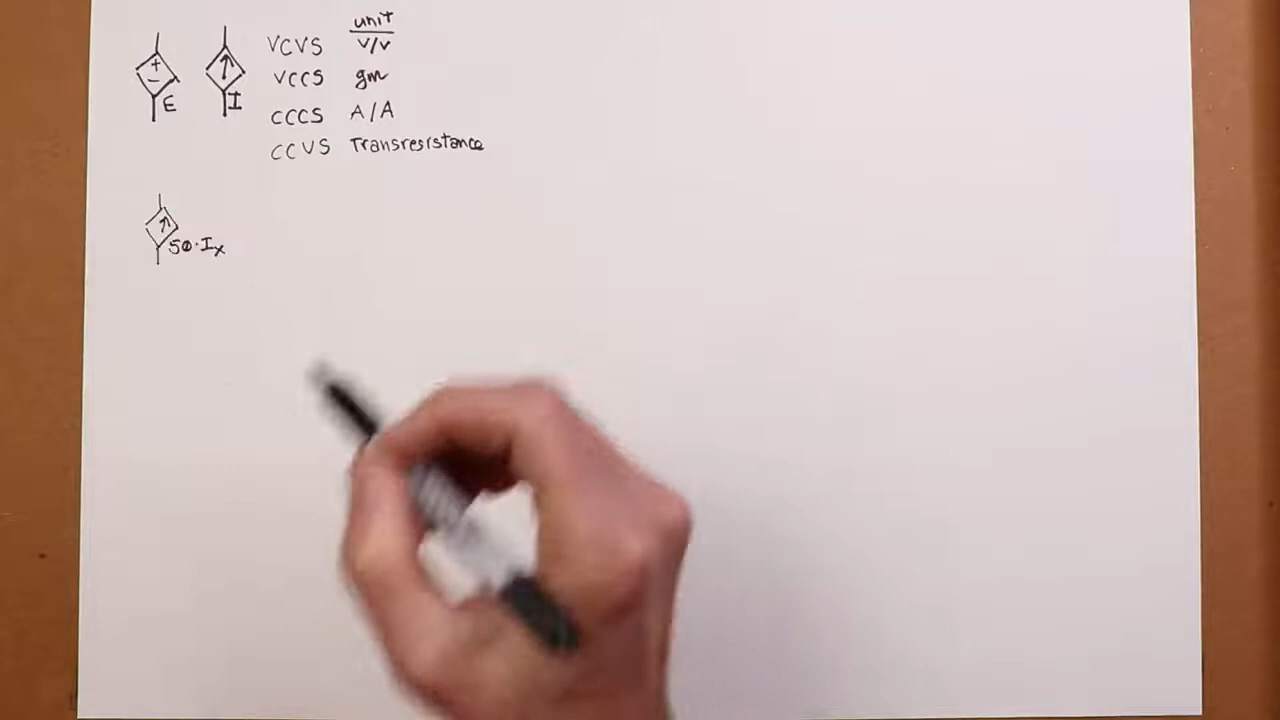 unit
VCVS V/V
VCCS gm
CCCS A/A
CCVS Transresistance
+
-
E
I
50·Ix